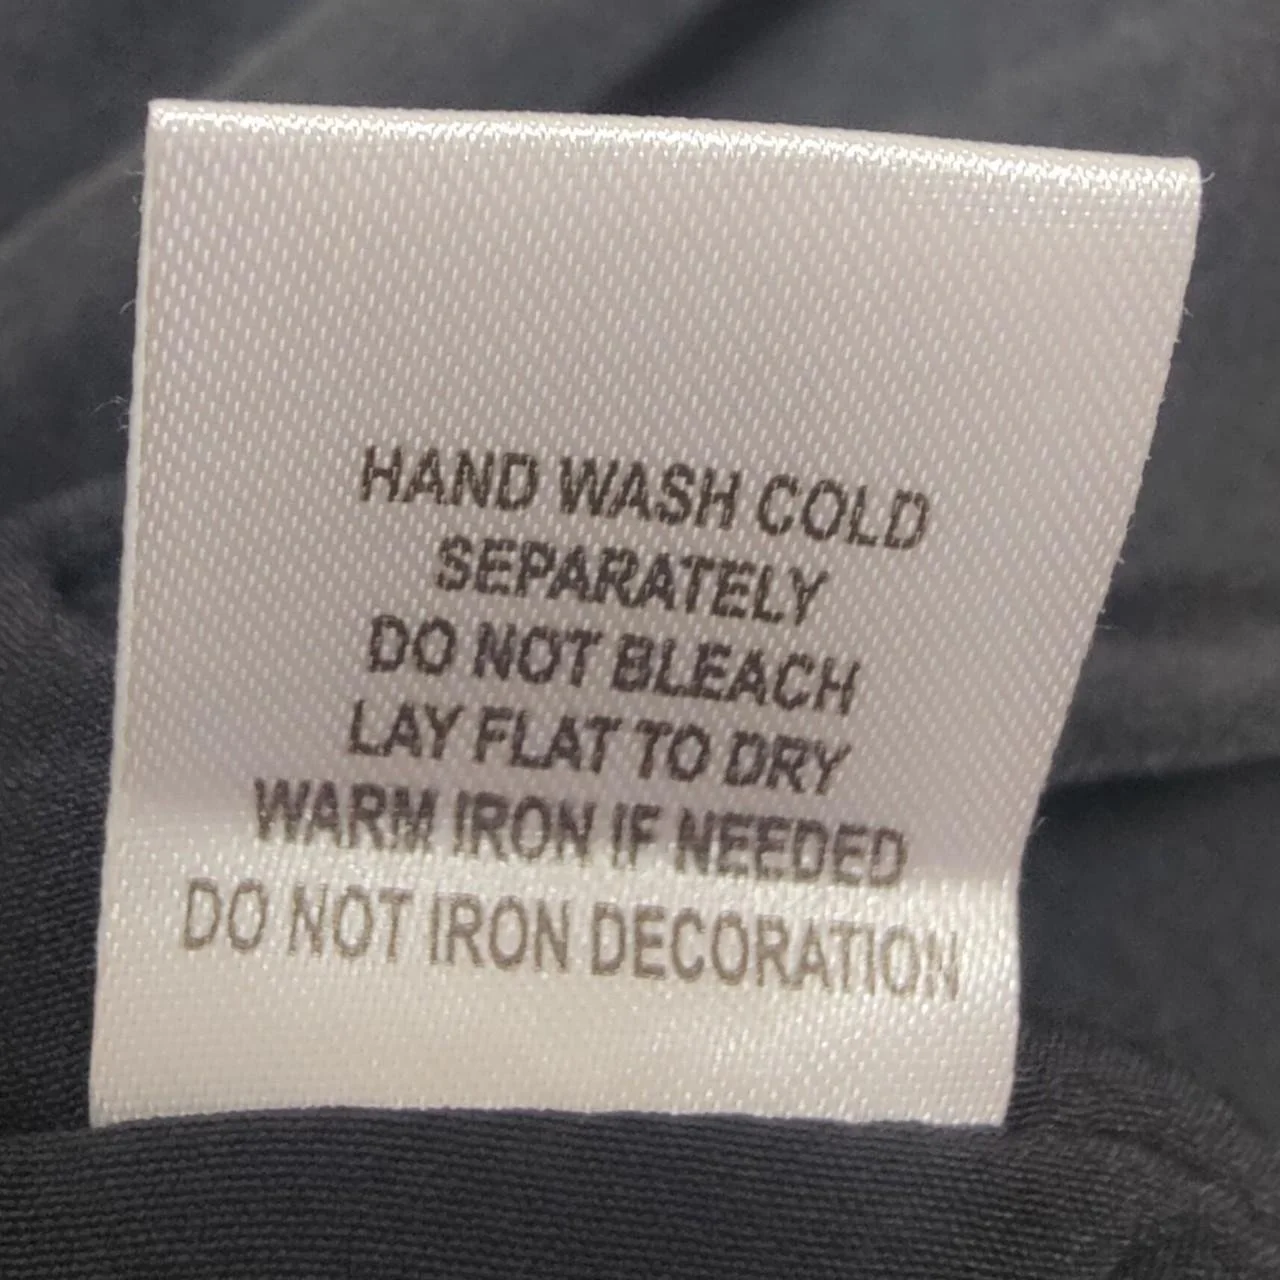 HAND WASH COLD
SEPARATELY
DO NOT BLEACH
LAY FLAT TO DRY
WARM IRON IF NEEDED
DO NOT IRON DECORATION